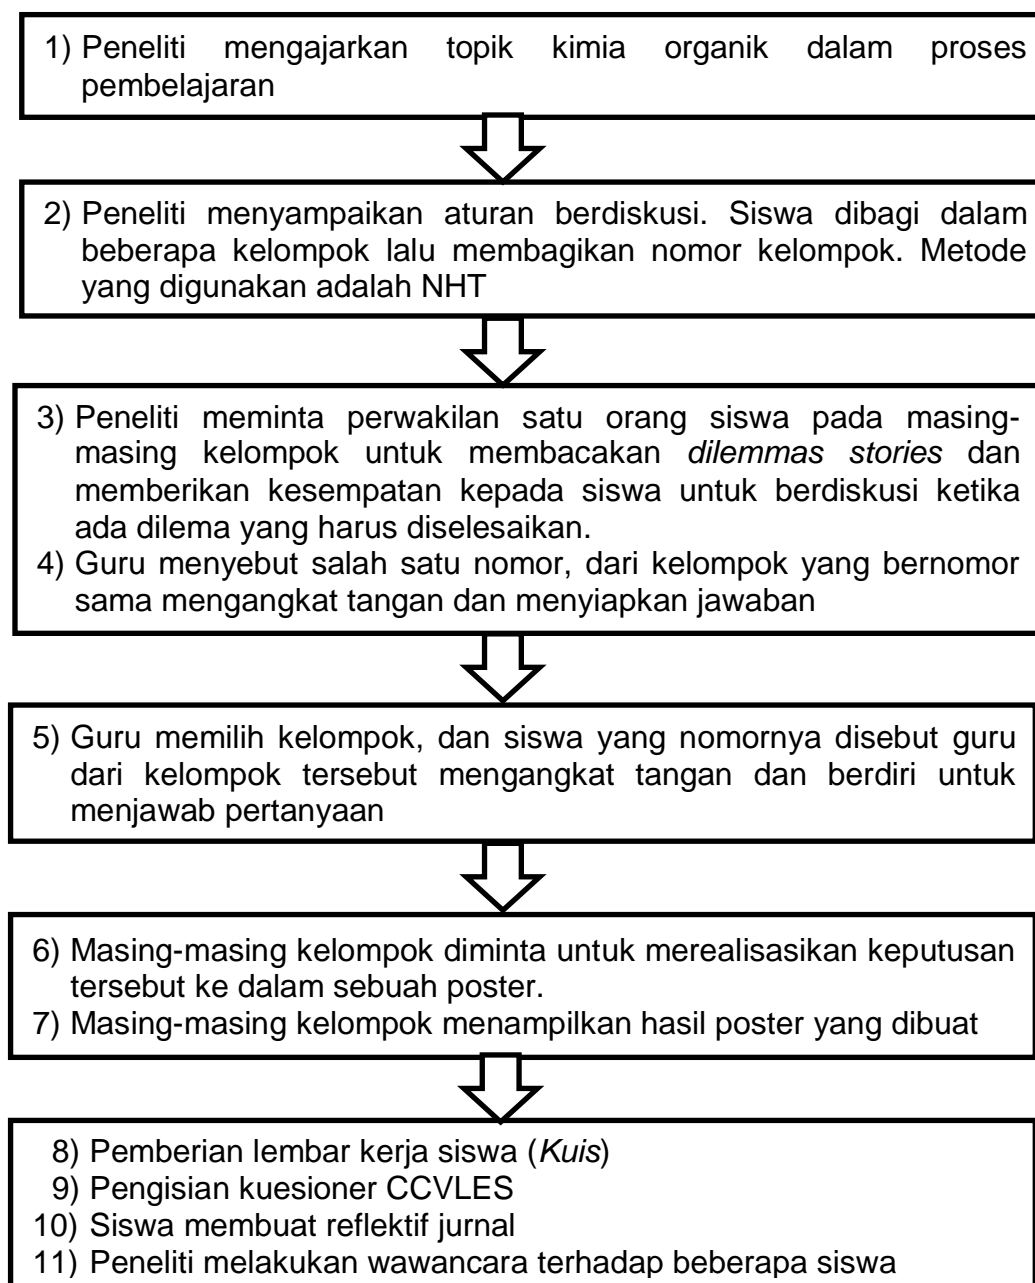 1) Peneliti mengajarkan topik kimia organik dalam proses
pembelajaran
2) Peneliti menyampaikan aturan berdiskusi. Siswa dibagi dalam
beberapa kelompok lalu membagikan nomor kelompok. Metode
yang digunakan adalah NHT
3) Peneliti meminta perwakilan satu orang siswa pada masing-
masing kelompok untuk membacakan dilemmas stories dan
memberikan kesempatan kepada siswa untuk berdiskusi ketika
ada dilema yang harus diselesaikan.
4) Guru menyebut salah satu nomor, dari kelompok yang bernomor
sama mengangkat tangan dan menyiapkan jawaban
5) Guru memilih kelompok, dan siswa yang nomornya disebut guru
dari kelompok tersebut mengangkat tangan dan berdiri untuk
menjawab pertanyaan
6) Masing-masing kelompok diminta untuk merealisasikan keputusan
tersebut ke dalam sebuah poster.
7) Masing-masing kelompok menampilkan hasil poster yang dibuat
8) Pemberian lembar kerja siswa (Kuis)
9) Pengisian kuesioner CCVLES
10) Siswa membuat reflektif jurnal
11) Peneliti melakukan wawancara terhadap beberapa siswa